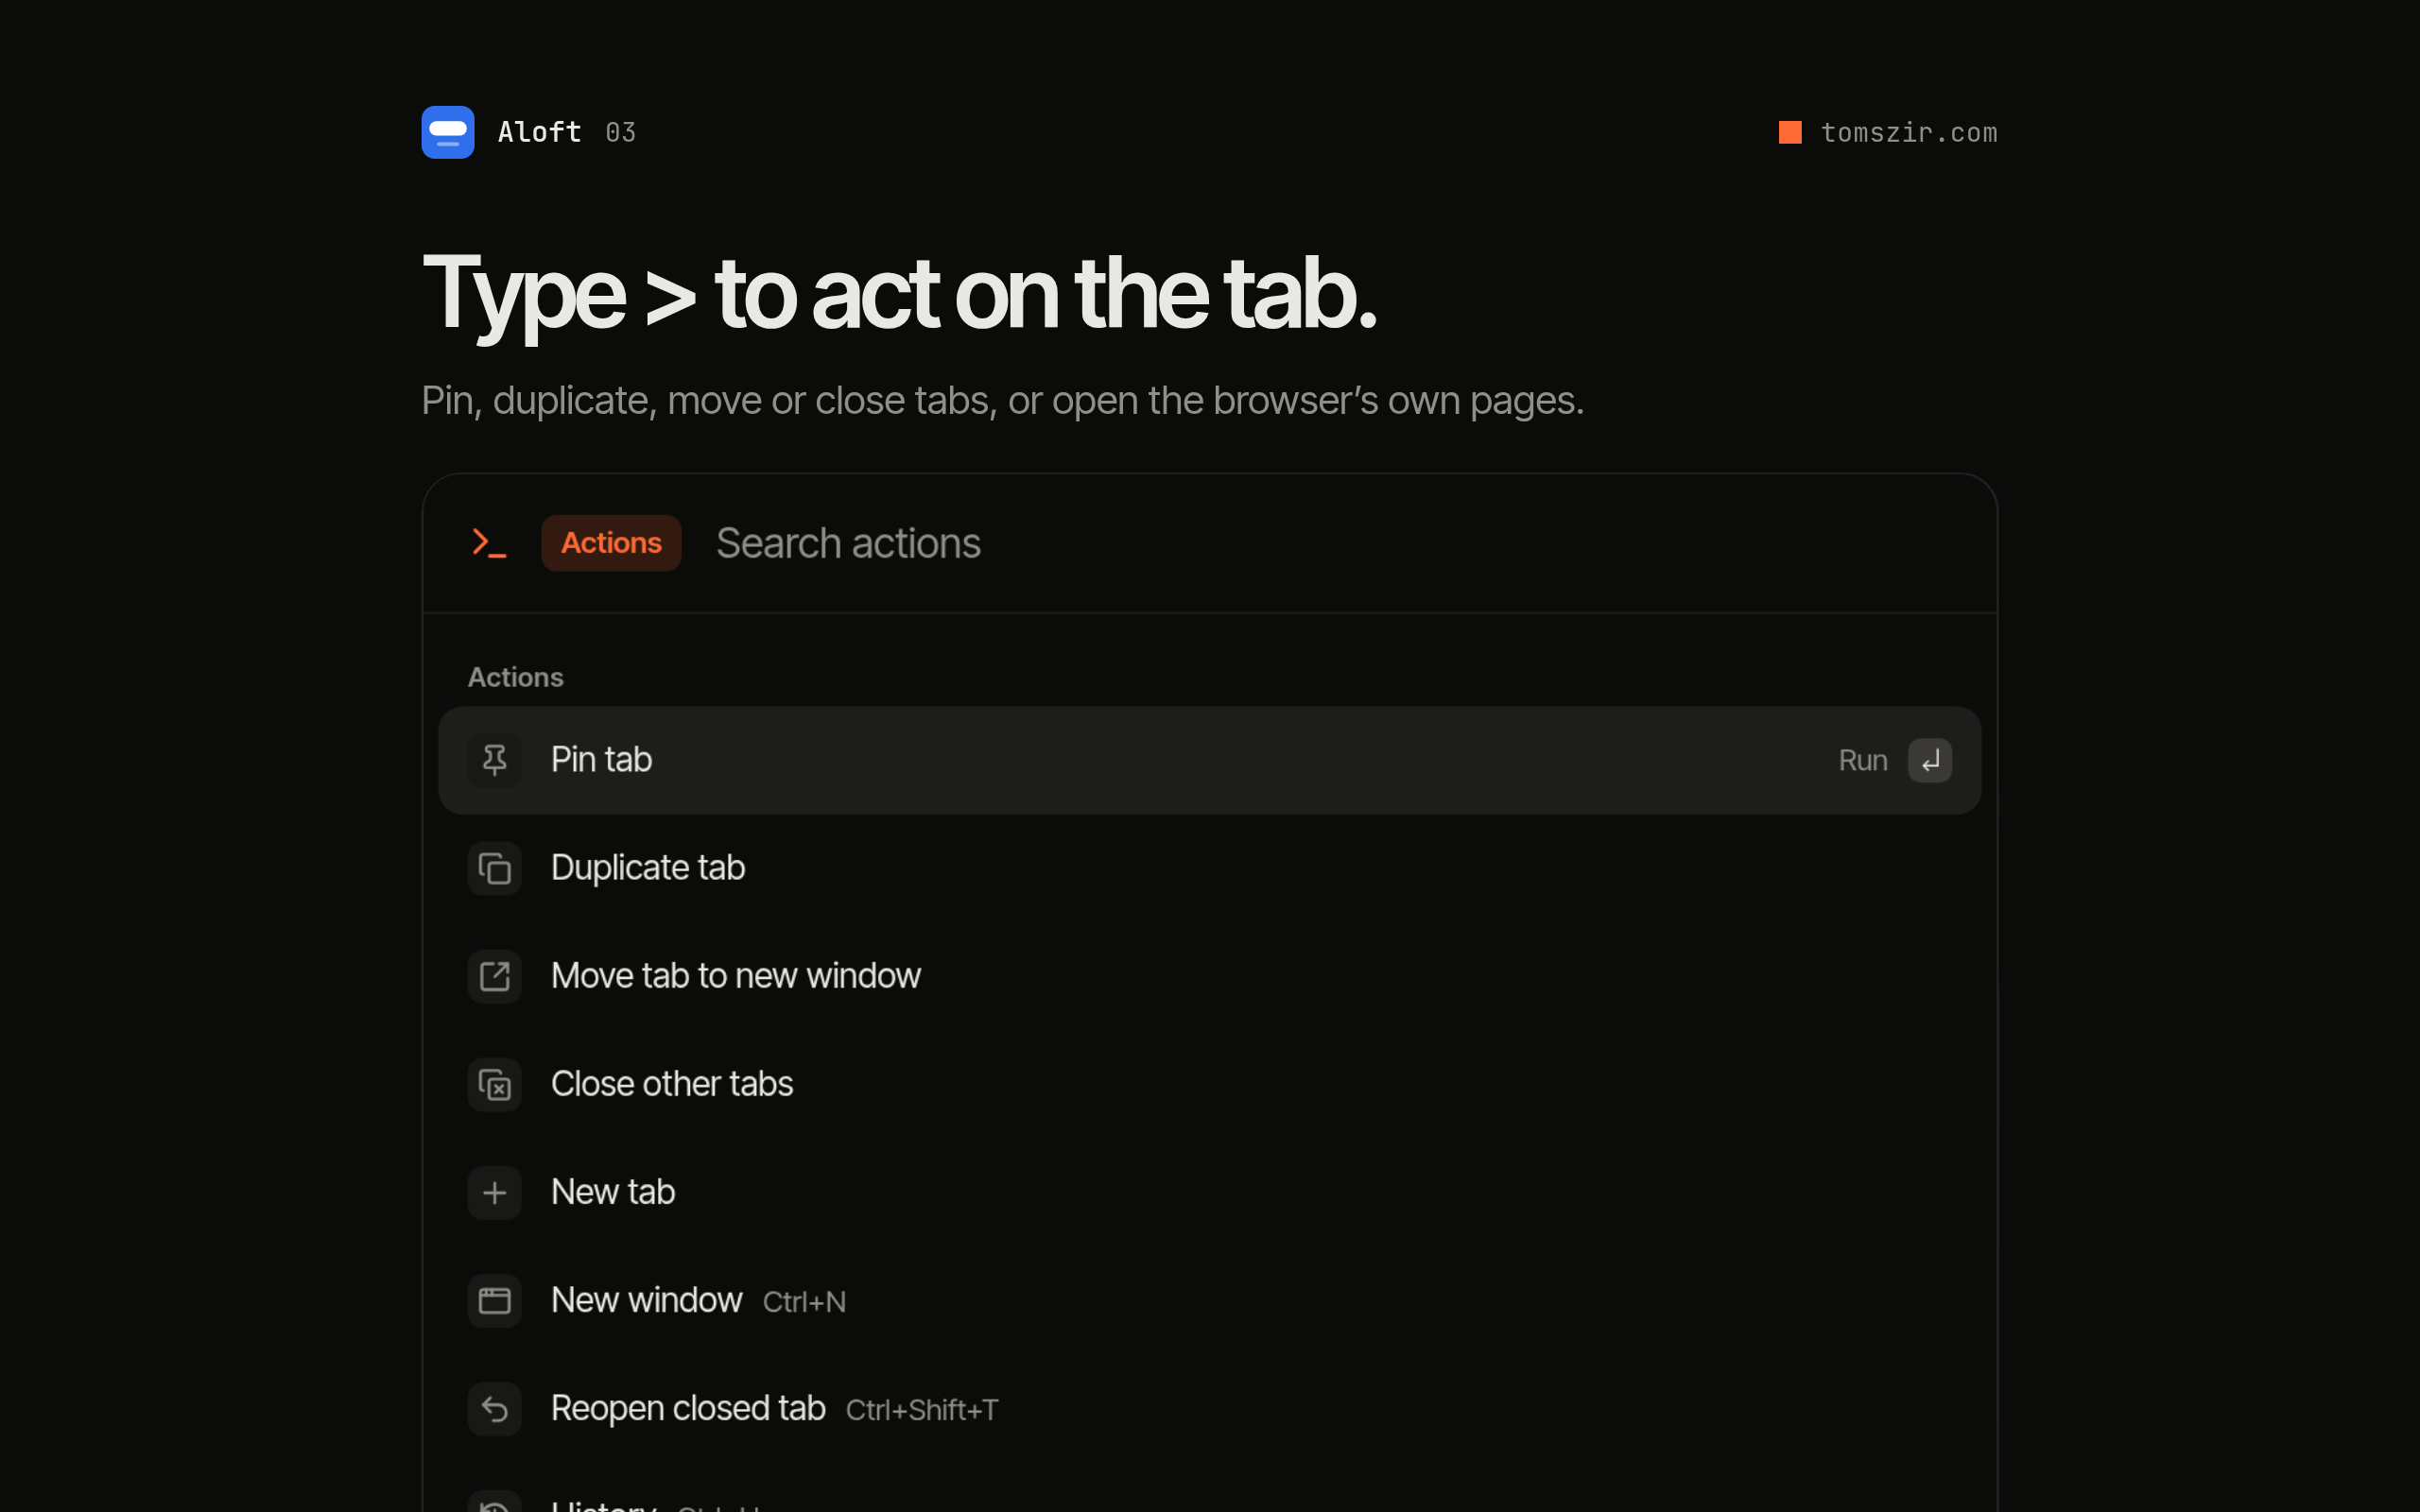 Aloft 03
tomszir.com
Type > to act on the tab.
Pin, duplicate, move or close tabs, or open the browser’s own pages.
Actions Search actions
Actions
Pin tab Run
Duplicate tab
Move tab to new window
Close other tabs
New tab
New window Ctrl+N
Reopen closed tab Ctrl+Shift+T
History